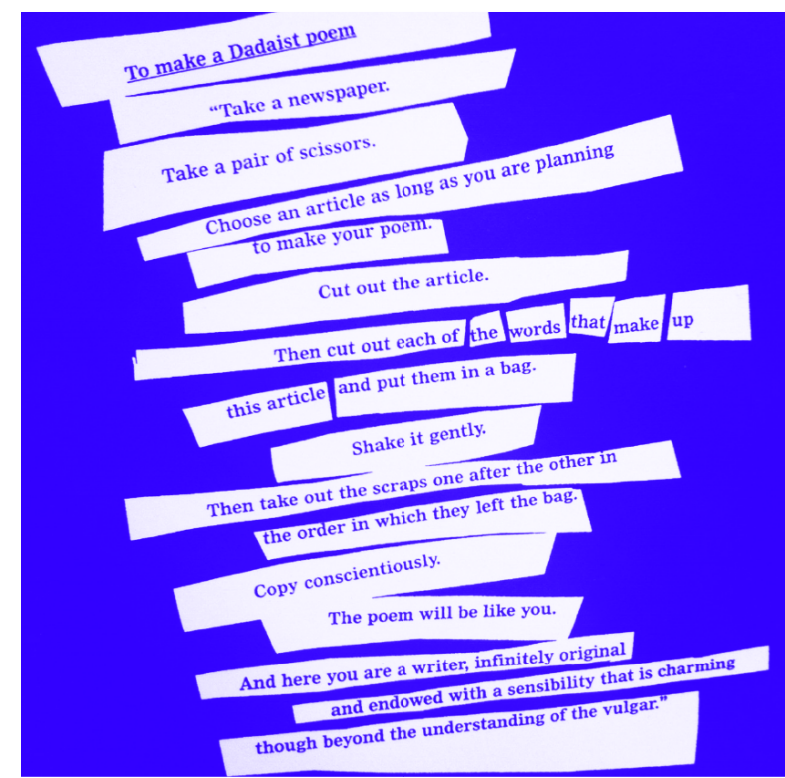 To make a Dadaist poem
“Take a newspaper.
Take a pair of scissors.
Choose an article as long as you are planning
to make your poem.
Cut out the article.
Then cut out each of the words that make up
this article and put them in a bag.
Shake it gently.
Then take out the scraps one after the other in
the order in which they left the bag.
Copy conscientiously.
The poem will be like you.
And here you are a writer, infinitely original
and endowed with a sensibility that is charming
though beyond the understanding of the vulgar.”